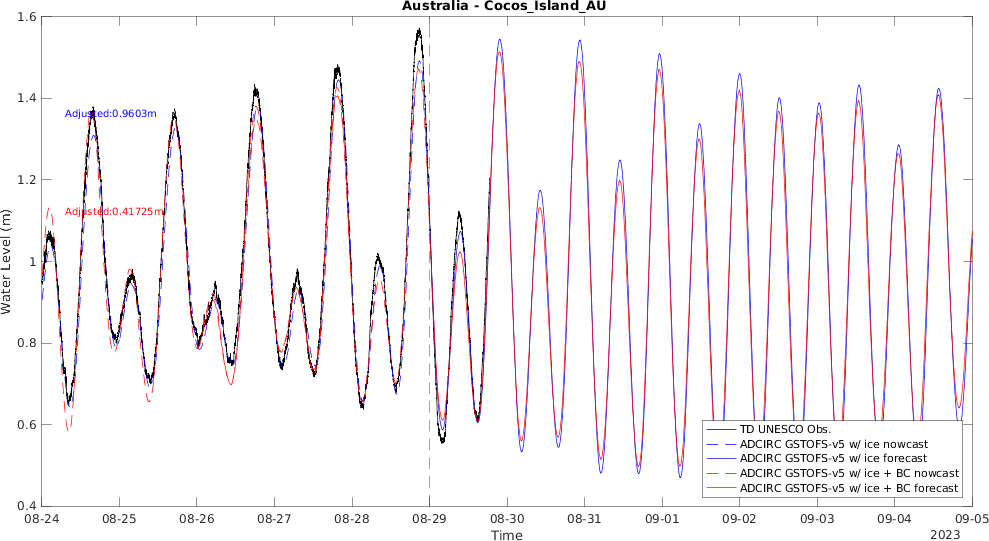 Australia - Cocos_Island_AU
Water Level (m)
1.6
1.4
1.2
1
0.8
0.6
0.4
Adjusted:0.9603m
Adjusted:0.41725m
TD UNESCO Obs.
ADCIRC GSTOFS-v5 w/ ice nowcast
ADCIRC GSTOFS-v5 w/ ice forecast
ADCIRC GSTOFS-v5 w/ ice + BC nowcast
ADCIRC GSTOFS-v5 w/ ice + BC forecast
08-24 08-25 08-26 08-27 08-28 08-29 08-30 08-31 09-01 09-02 09-03 09-04 09-05
Time
2023